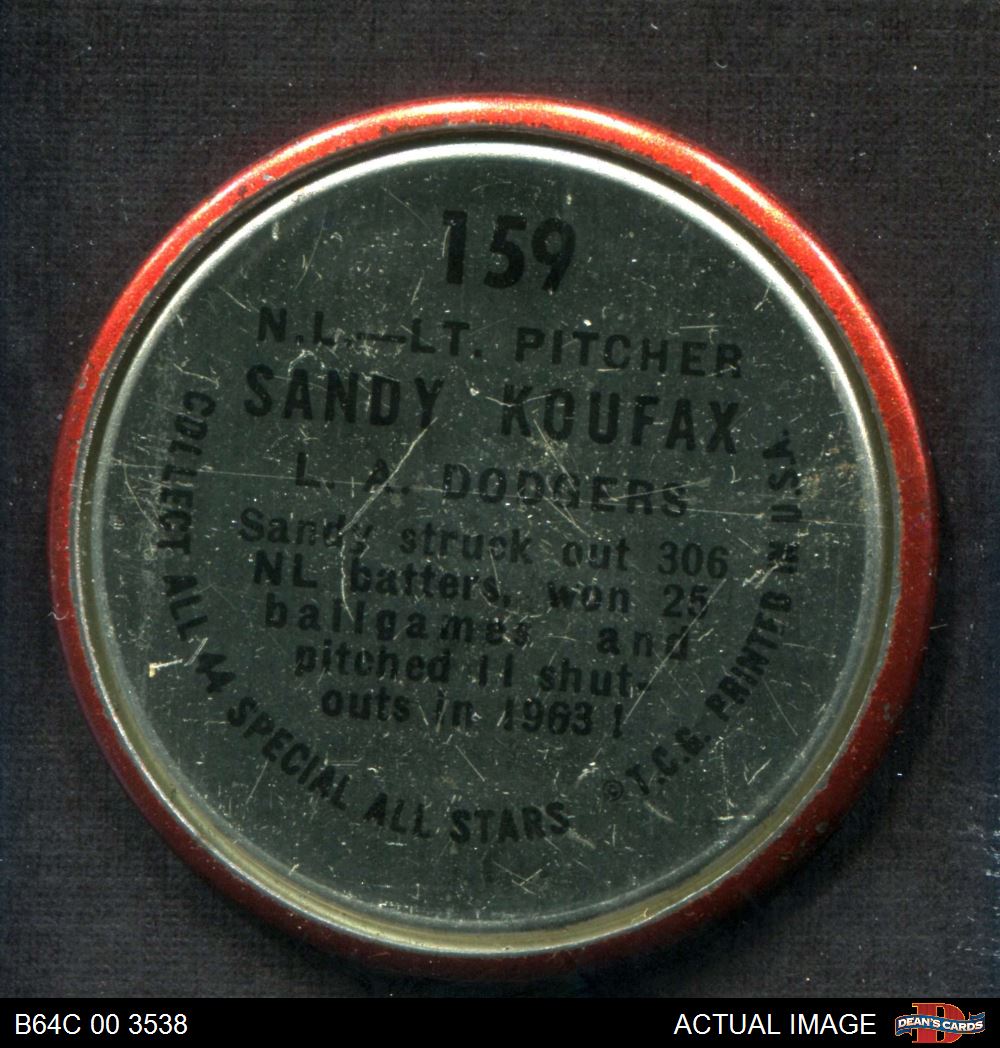 159
N.L.—LT. PITCHER
SANDY KOUFAX
L. A. DODGERS
Sandy struck out 306
NL batters, won 25
ballgames and
pitched 11 shut-
outs in 1963!
COLLECT ALL 44 SPECIAL ALL STARS
© T.C.G. PRINTED IN U.S.A.
B64C 00 3538
ACTUAL IMAGE
D
DEAN'S CARDS